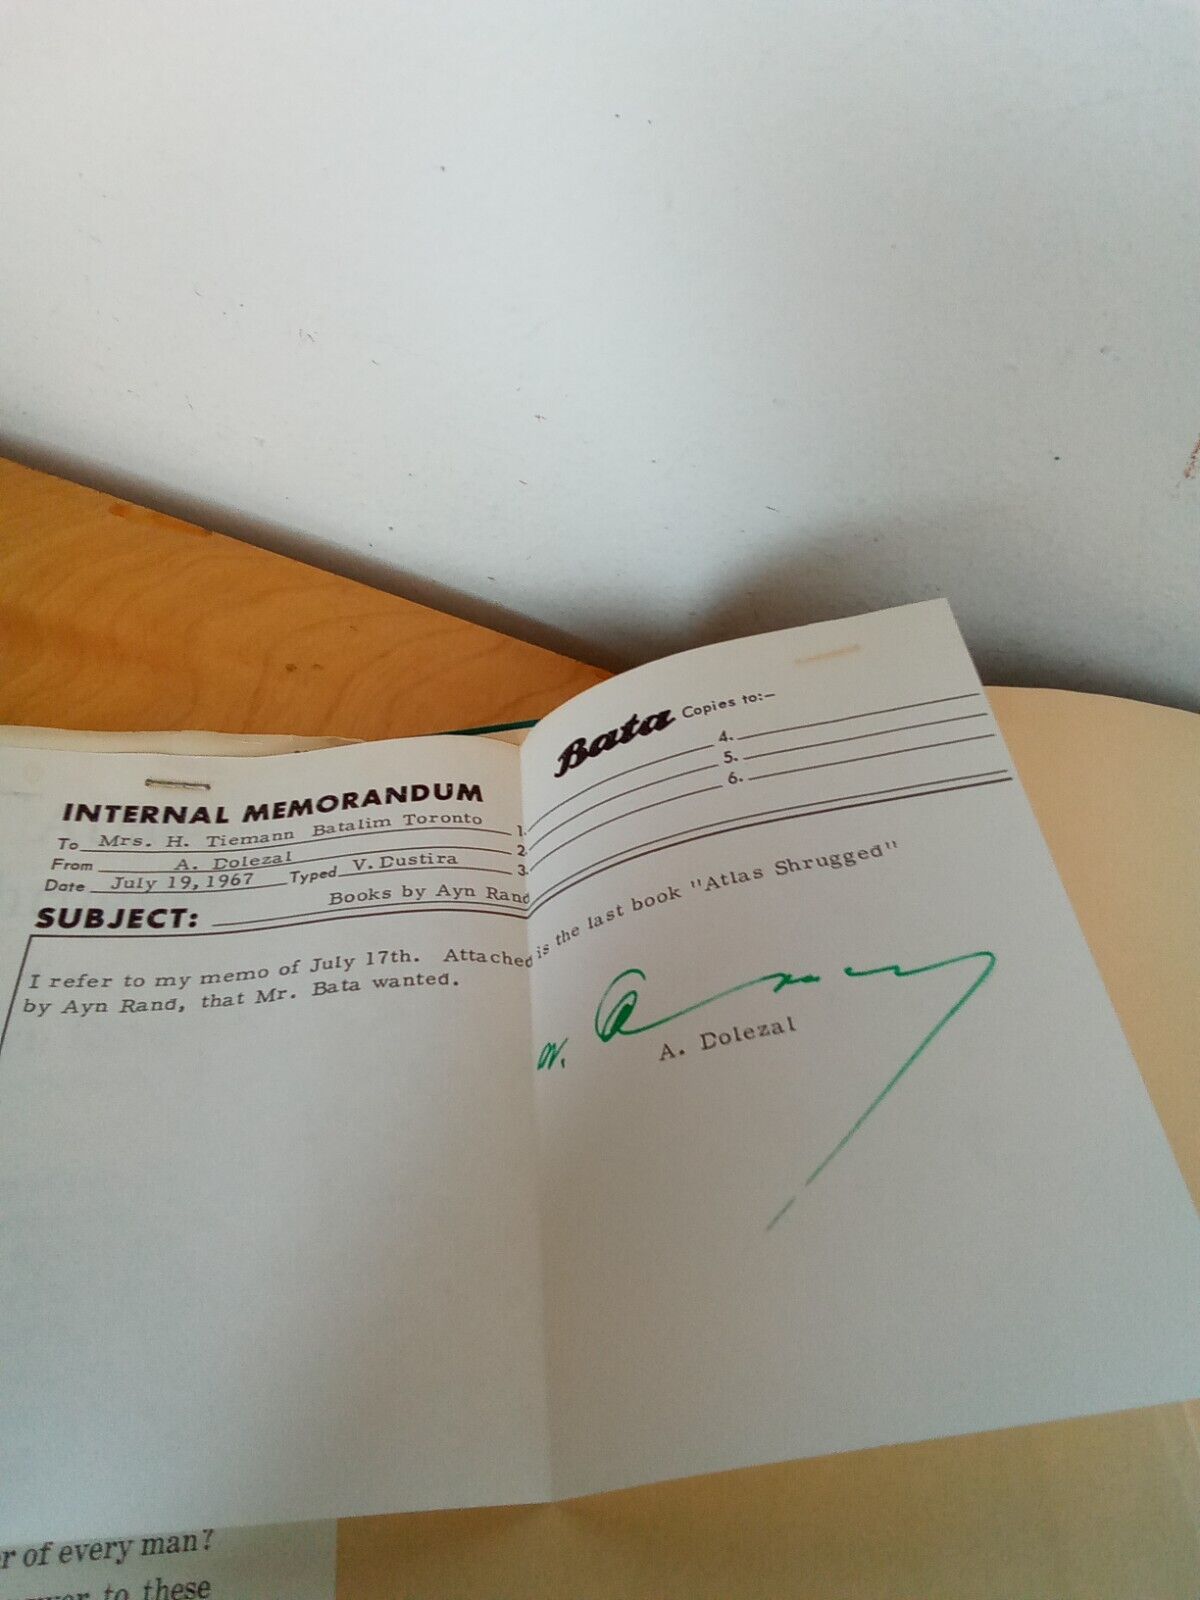 INTERNAL MEMORANDUM
Bata Copies to:—
To Mrs. H. Tiemann Batalim Toronto 1. 4.
From A. Dolezal 2. 5.
Date July 19, 1967 Typed V. Dustira 3. 6.
SUBJECT: Books by Ayn Rand
I refer to my memo of July 17th. Attached is the last book "Atlas Shrugged"
by Ayn Rand, that Mr. Bata wanted.
A. Dolezal
of every man?
to these